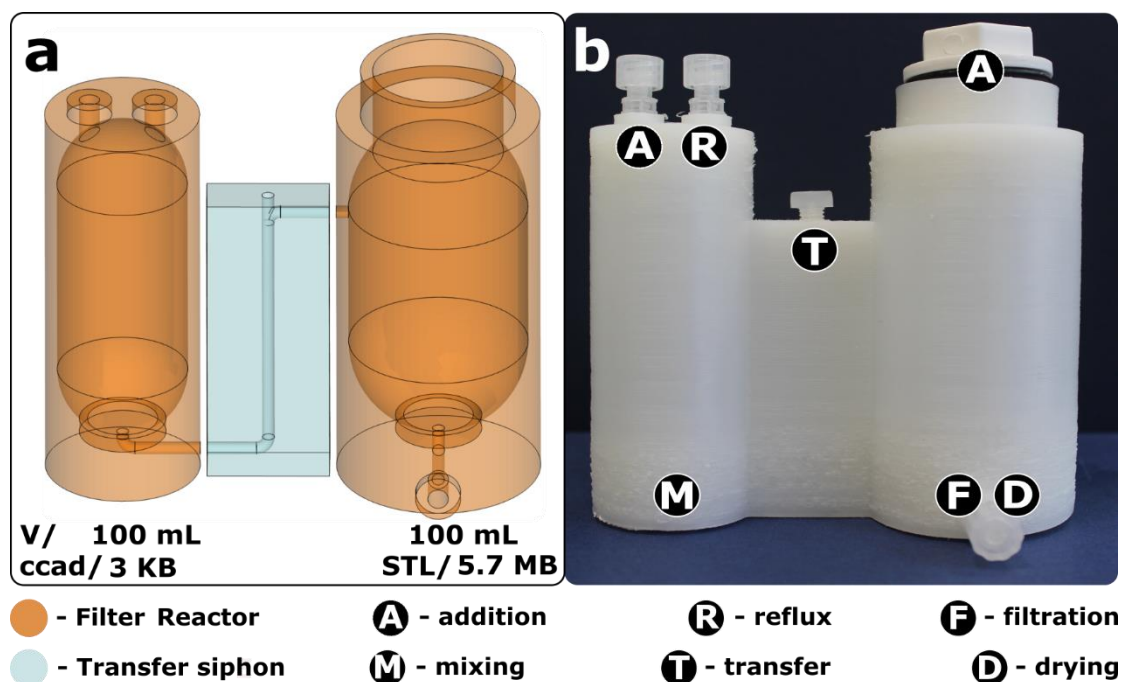 a
V/ 100 mL 100 mL
ccad/ 3 KB STL/ 5.7 MB
b
A
A R
T
M
F D
- Filter Reactor
A - addition
R - reflux
F - filtration
- Transfer siphon
M - mixing
T - transfer
D - drying